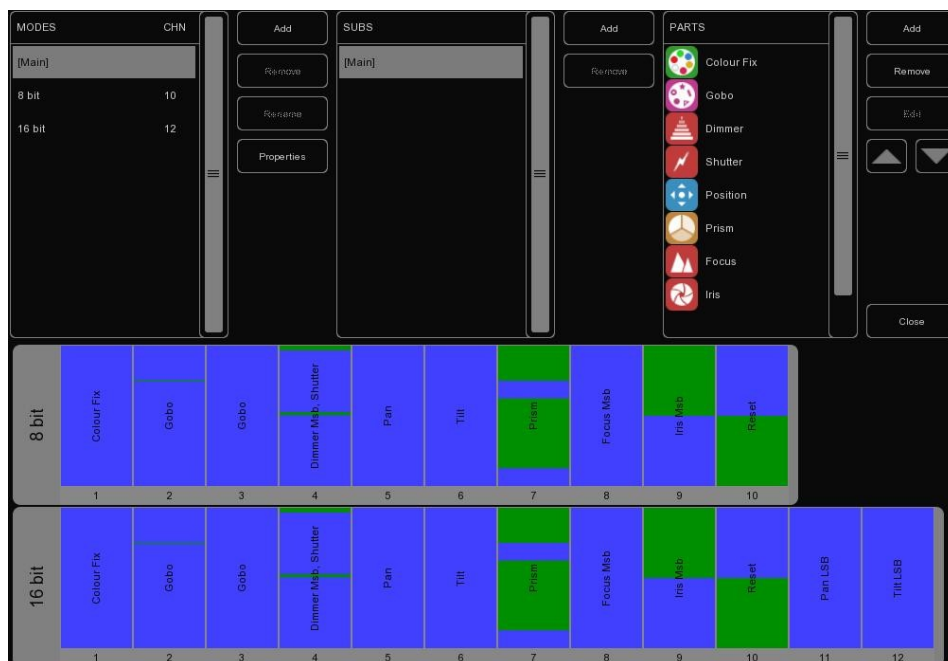 MODES CHN
[Main]
8 bit 10
16 bit 12
Add
Remove
Rename
Properties
SUBS
[Main]
Add
Remove
PARTS
Colour Fix
Gobo
Dimmer
Shutter
Position
Prism
Focus
Iris
Add
Remove
Edit
Close
8 bit
Colour Fix
Gobo
Gobo
Dimmer Msb, Shutter
Pan
Tilt
Prism
Focus Msb
Iris Msb
Reset
1 2 3 4 5 6 7 8 9 10
16 bit
Colour Fix
Gobo
Gobo
Dimmer Msb, Shutter
Pan
Tilt
Prism
Focus Msb
Iris Msb
Reset
Pan LSB
Tilt LSB
1 2 3 4 5 6 7 8 9 10 11 12